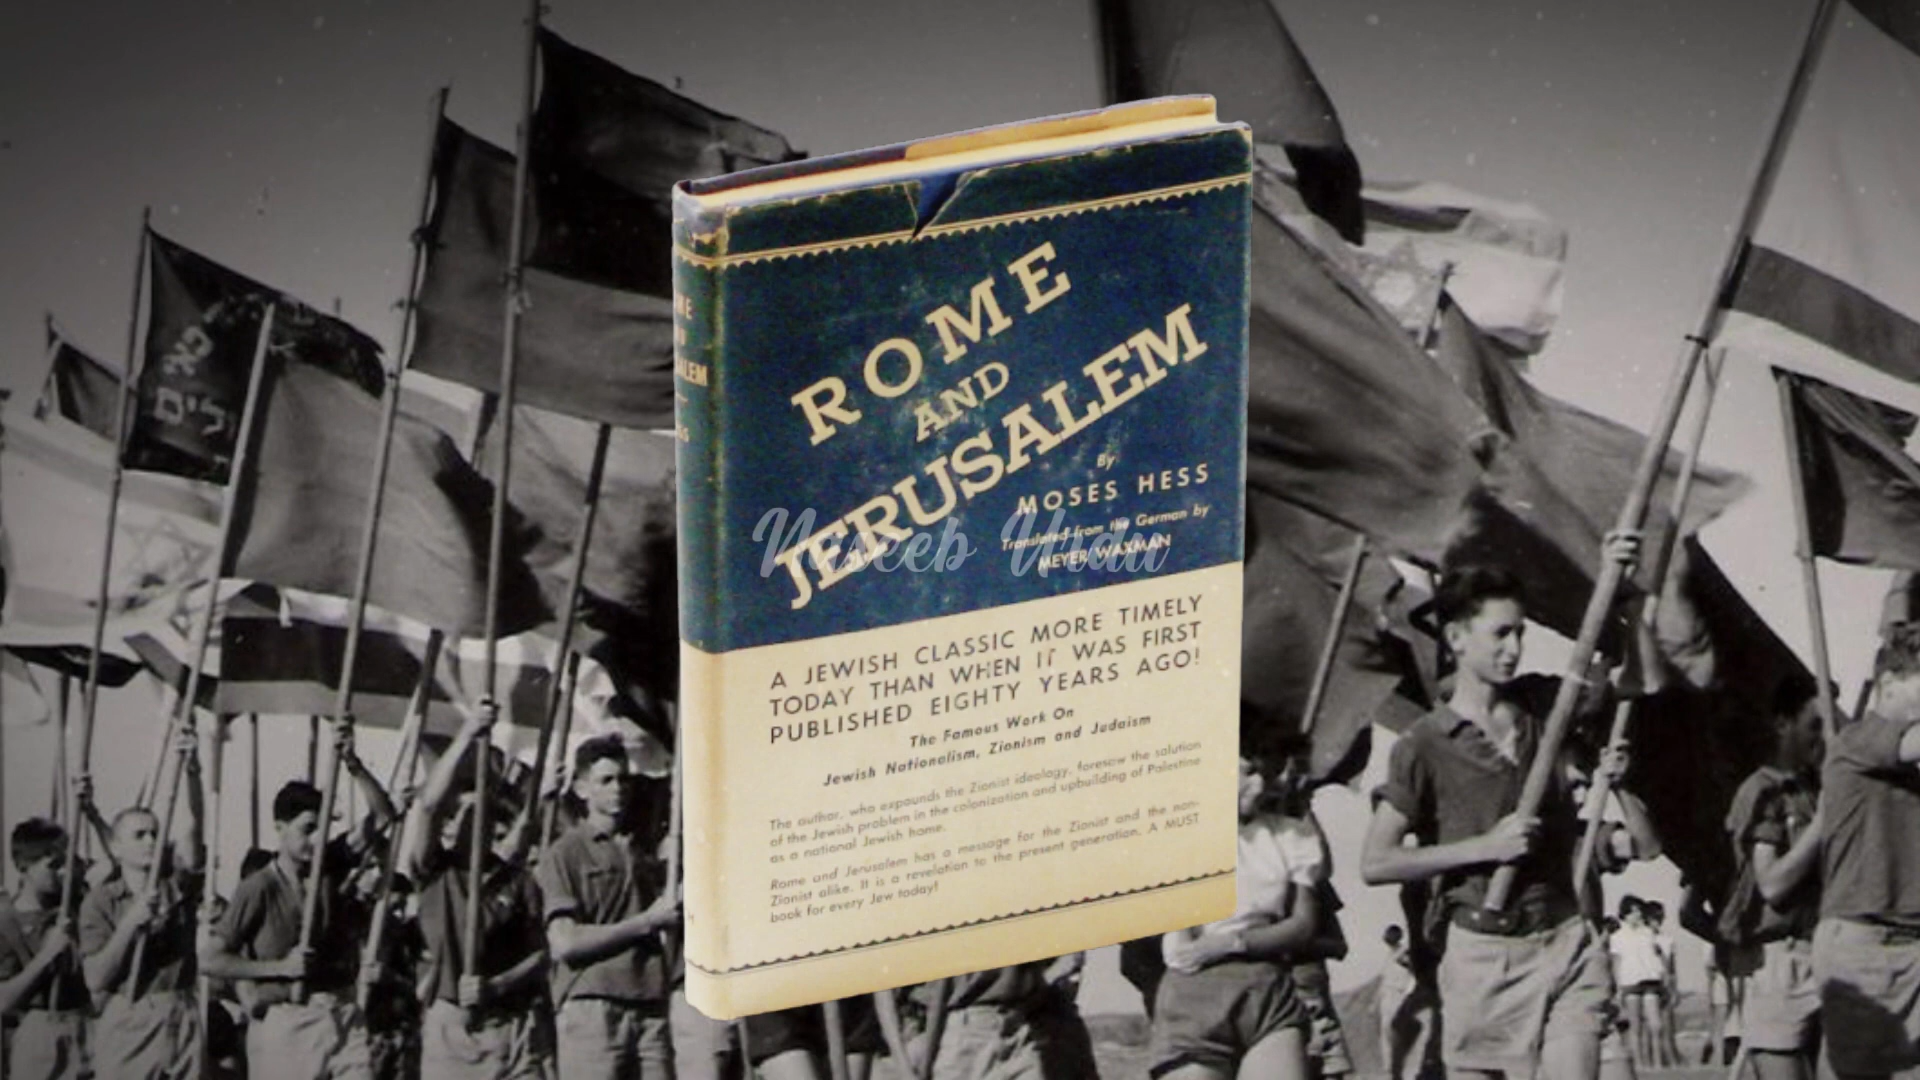 ROME
AND
JERUSALEM
By
MOSES HESS
Translated from the German by
MEYER WAXMAN
Naseeb Urdu
A JEWISH CLASSIC MORE TIMELY
TODAY THAN WHEN IT WAS FIRST
PUBLISHED EIGHTY YEARS AGO!
The Famous Work On
Jewish Nationalism, Zionism and Judaism
The author, who expounds the Zionist ideology, foresaw the solution
of the Jewish problem in the colonization and upbuilding of Palestine
as a national Jewish home.
Rome and Jerusalem has a message for the Zionist and the non-
Zionist alike. It is a revelation to the present generation. A MUST
book for every Jew today!